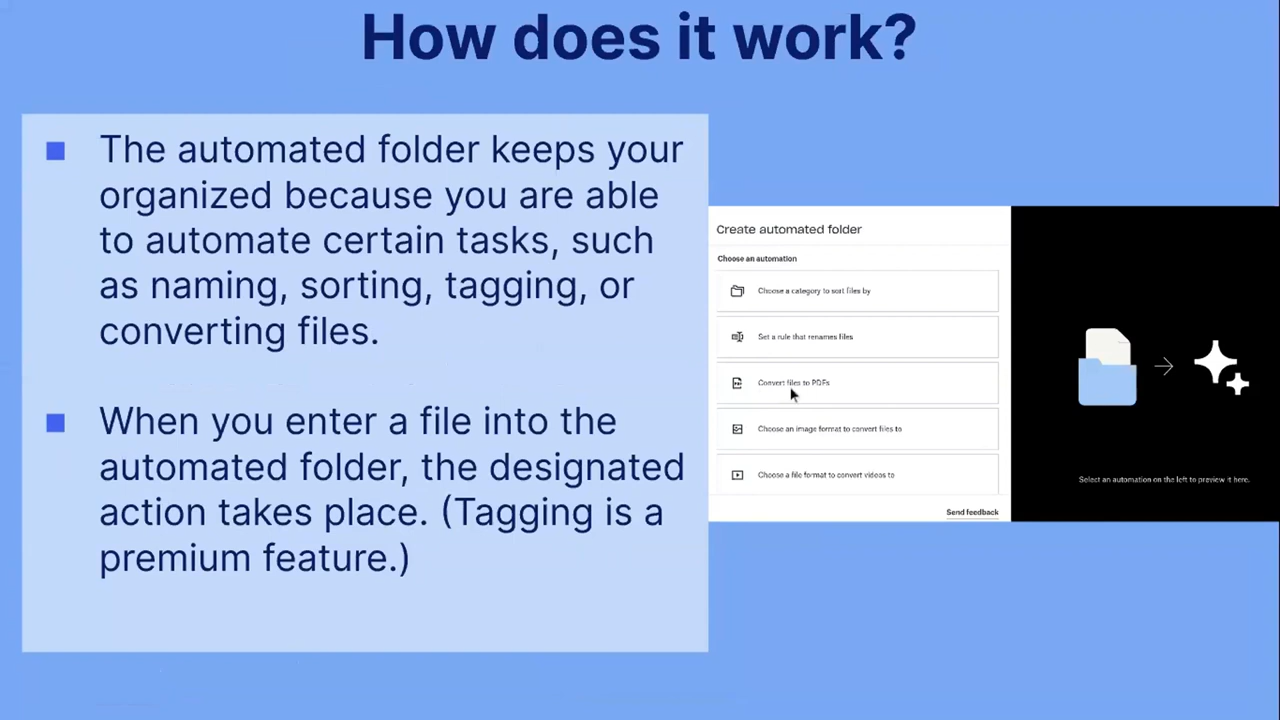 How does it work?
The automated folder keeps your
organized because you are able
to automate certain tasks, such
as naming, sorting, tagging, or
converting files.
When you enter a file into the
automated folder, the designated
action takes place. (Tagging is a
premium feature.)
Create automated folder
Choose an automation
Choose a category to sort files by
Set a rule that renames files
Convert files to PDFs
Choose an image format to convert files to
Choose a file format to convert videos to
Send feedback
Select an automation on the left to preview it here.